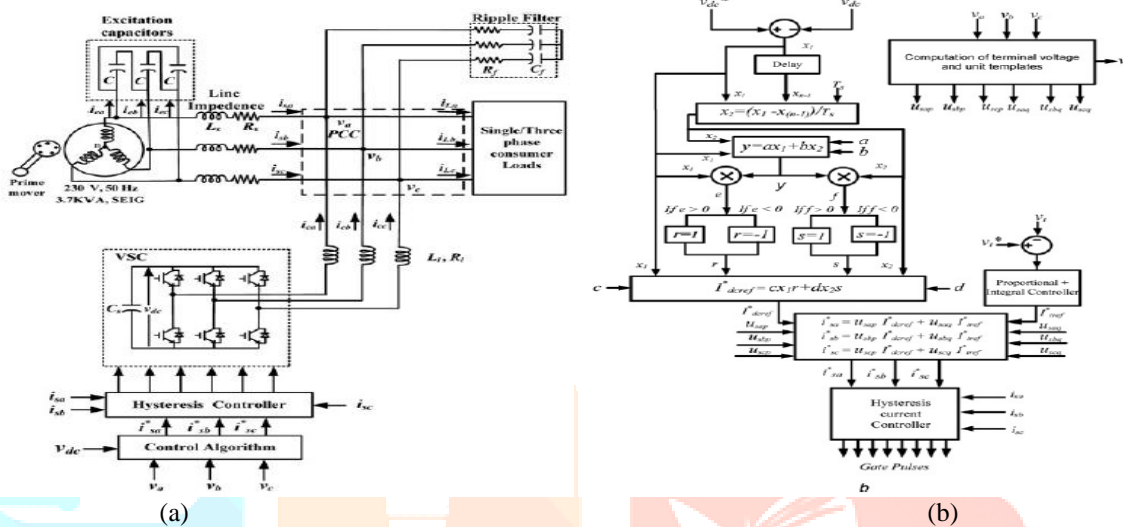 Excitation
capacitors
C C C
i_ca i_cb i_cc
Line
Impedence
L_s R_s
i_sa
i_sb
i_sc
v_a
PCC
v_b
v_c
Ripple Filter
R_f C_f
i_La
i_Lb
i_Lc
Single/Three
phase
consumer
Loads
Prime
mover
230 V, 50 Hz
3.7KVA, SEIG
i_ca i_cb i_cc
VSC
v_dc
i_sa
i_sb
Hysteresis Controller
i_sc
i*_sa i*_sb i*_sc
v_dc
Control Algorithm
v_a v_b v_c
(a)
v_dc
x_1
Delay
x_1 x_n-1
x_2=(x_1 -x_(n-1))/T_s
x_2
x_1
y=ax_1+bx_2
a
b
x_2
y
e f
If e > 0 If e < 0 If f > 0 If f < 0
r=1 r=-1 s=1 s=-1
x_1 r s x_2
c
I*_dcref = cx_1r+dx_2s
d
v_a v_b v_c
Computation of terminal voltage
and unit templates
u_sap u_sbp u_scp u_saq u_sbq u_scq
v_t
v_t*
Proportional +
Integral Controller
I*_dcref
u_sap
u_sbp
u_scp
i*_sa = u_sap I*_dcref + u_saq I*_tref
i*_sb = u_sbp I*_dcref + u_sbq I*_tref
i*_sc = u_scp I*_dcref + u_scq I*_tref
u_saq
u_sbq
u_scq
i*_sa i*_sb i*_sc
Hysteresis
current
Controller
i_sa
i_sb
i_sc
Gate Pulses
b
(b)